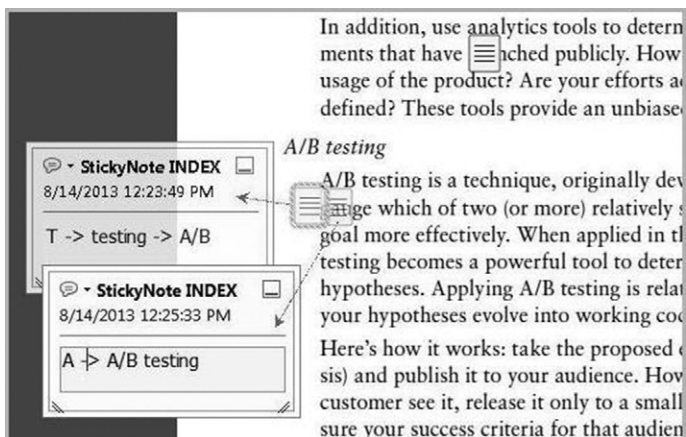 In addition, use analytics tools to determ
ments that have nched publicly. How
usage of the product? Are your efforts a
defined? These tools provide an unbiase
A/B testing
StickyNote INDEX
8/14/2013 12:23:49 PM
T -> testing -> A/B
StickyNote INDEX
8/14/2013 12:25:33 PM
A -> A/B testing
A/B testing is a technique, originally dev
which of two (or more) relatively s
goal more effectively. When applied in th
testing becomes a powerful tool to deter
hypotheses. Applying A/B testing is relat
your hypotheses evolve into working cod
Here's how it works: take the proposed e
sis) and publish it to your audience. How
customer see it, release it only to a small
sure your success criteria for that audien